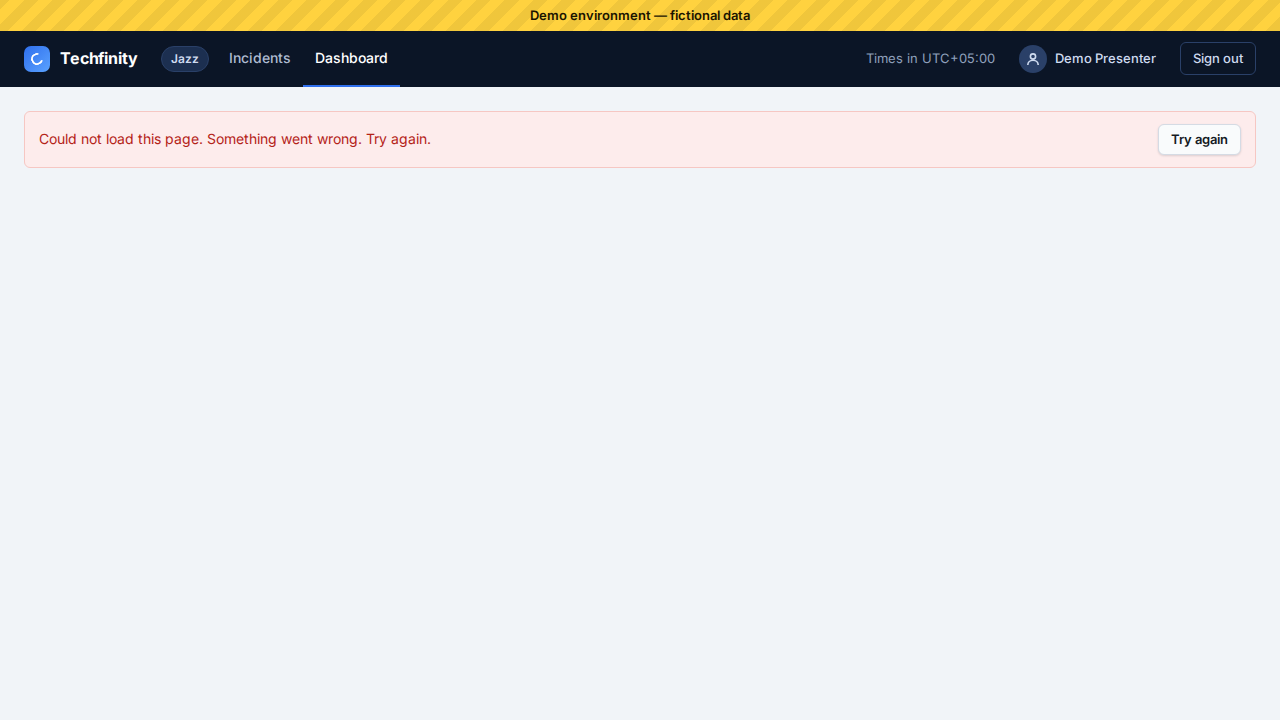 Demo environment — fictional data
Techfinity
Jazz
Incidents
Dashboard
Times in UTC+05:00
Demo Presenter
Sign out
Could not load this page. Something went wrong. Try again.
Try again